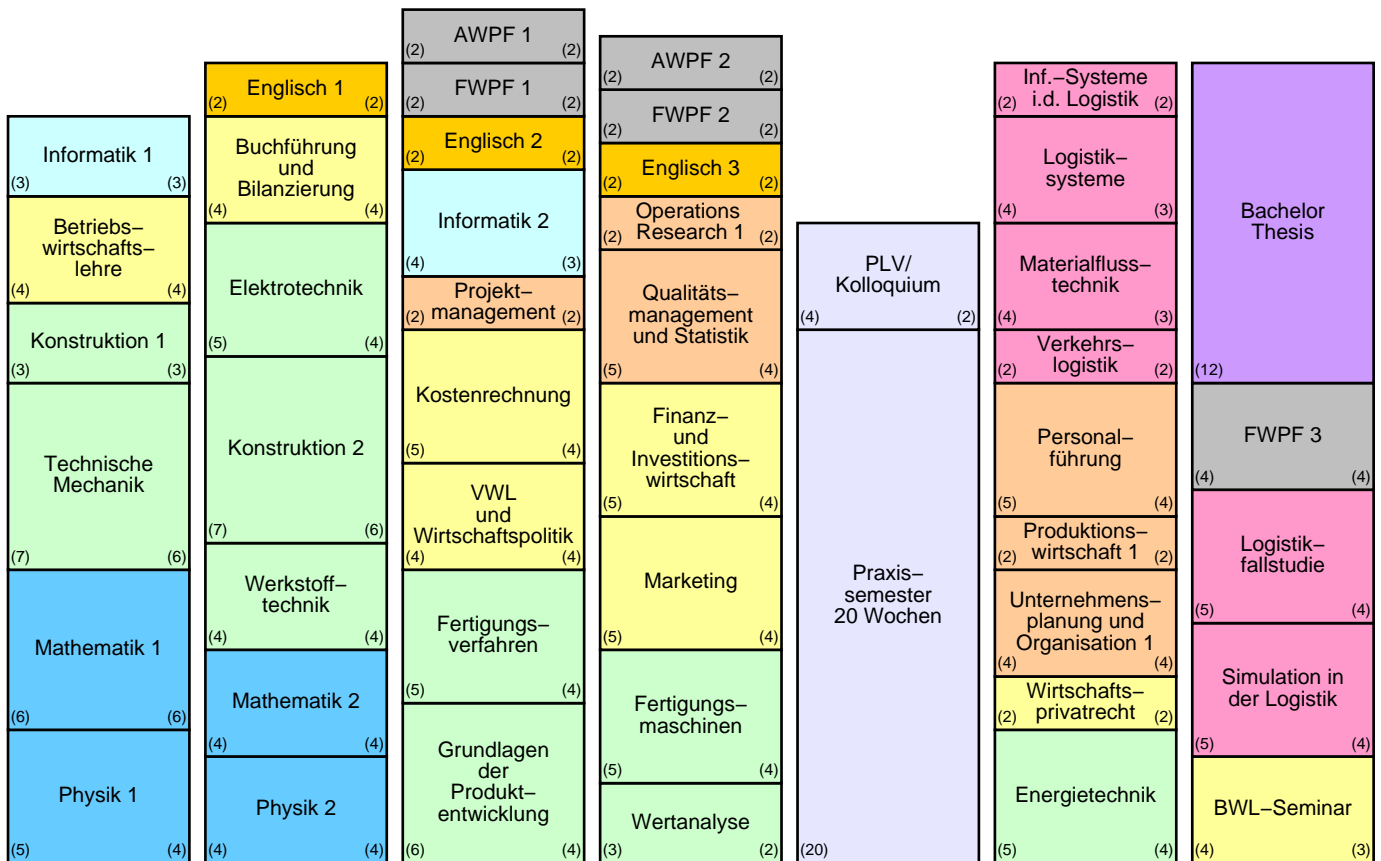 Informatik 1
(3) (3)
Betriebs–
wirtschafts–
lehre
(4) (4)
Konstruktion 1
(3) (3)
Technische
Mechanik
(7) (6)
Mathematik 1
(6) (6)
Physik 1
(5) (4)
Englisch 1
(2) (2)
Buchführung
und
Bilanzierung
(4) (4)
Elektrotechnik
(5) (4)
Konstruktion 2
(7) (6)
Werkstoff–
technik
(4) (4)
Mathematik 2
(4) (4)
Physik 2
(4) (4)
AWPF 1
(2) (2)
FWPF 1
(2) (2)
Englisch 2
(2) (2)
Informatik 2
(4) (3)
Projekt–
(2) management (2)
Kostenrechnung
(5) (4)
VWL
und
Wirtschaftspolitik
(4) (4)
Fertigungs–
verfahren
(5) (4)
Grundlagen
der
Produkt–
entwicklung
(6) (4)
AWPF 2
(2) (2)
FWPF 2
(2) (2)
Englisch 3
(2) (2)
Operations
(2) Research 1 (2)
Qualitäts–
management
und Statistik
(5) (4)
Finanz–
und
Investitions–
wirtschaft
(5) (4)
Marketing
(5) (4)
Fertigungs–
maschinen
(5) (4)
Wertanalyse
(3) (2)
PLV/
Kolloquium
(4) (2)
Praxis–
semester
20 Wochen
(20)
Inf.–Systeme
(2) i.d. Logistik (2)
Logistik–
systeme
(4) (3)
Materialfluss–
technik
(4) (3)
Verkehrs–
(2) logistik (2)
Personal–
führung
(5) (4)
Produktions–
(2) wirtschaft 1 (2)
Unternehmens–
planung und
Organisation 1
(4) (4)
Wirtschafts–
(2) privatrecht (2)
Energietechnik
(5) (4)
Bachelor
Thesis
(12)
FWPF 3
(4) (4)
Logistik–
fallstudie
(5) (4)
Simulation in
der Logistik
(5) (4)
BWL–Seminar
(4) (3)